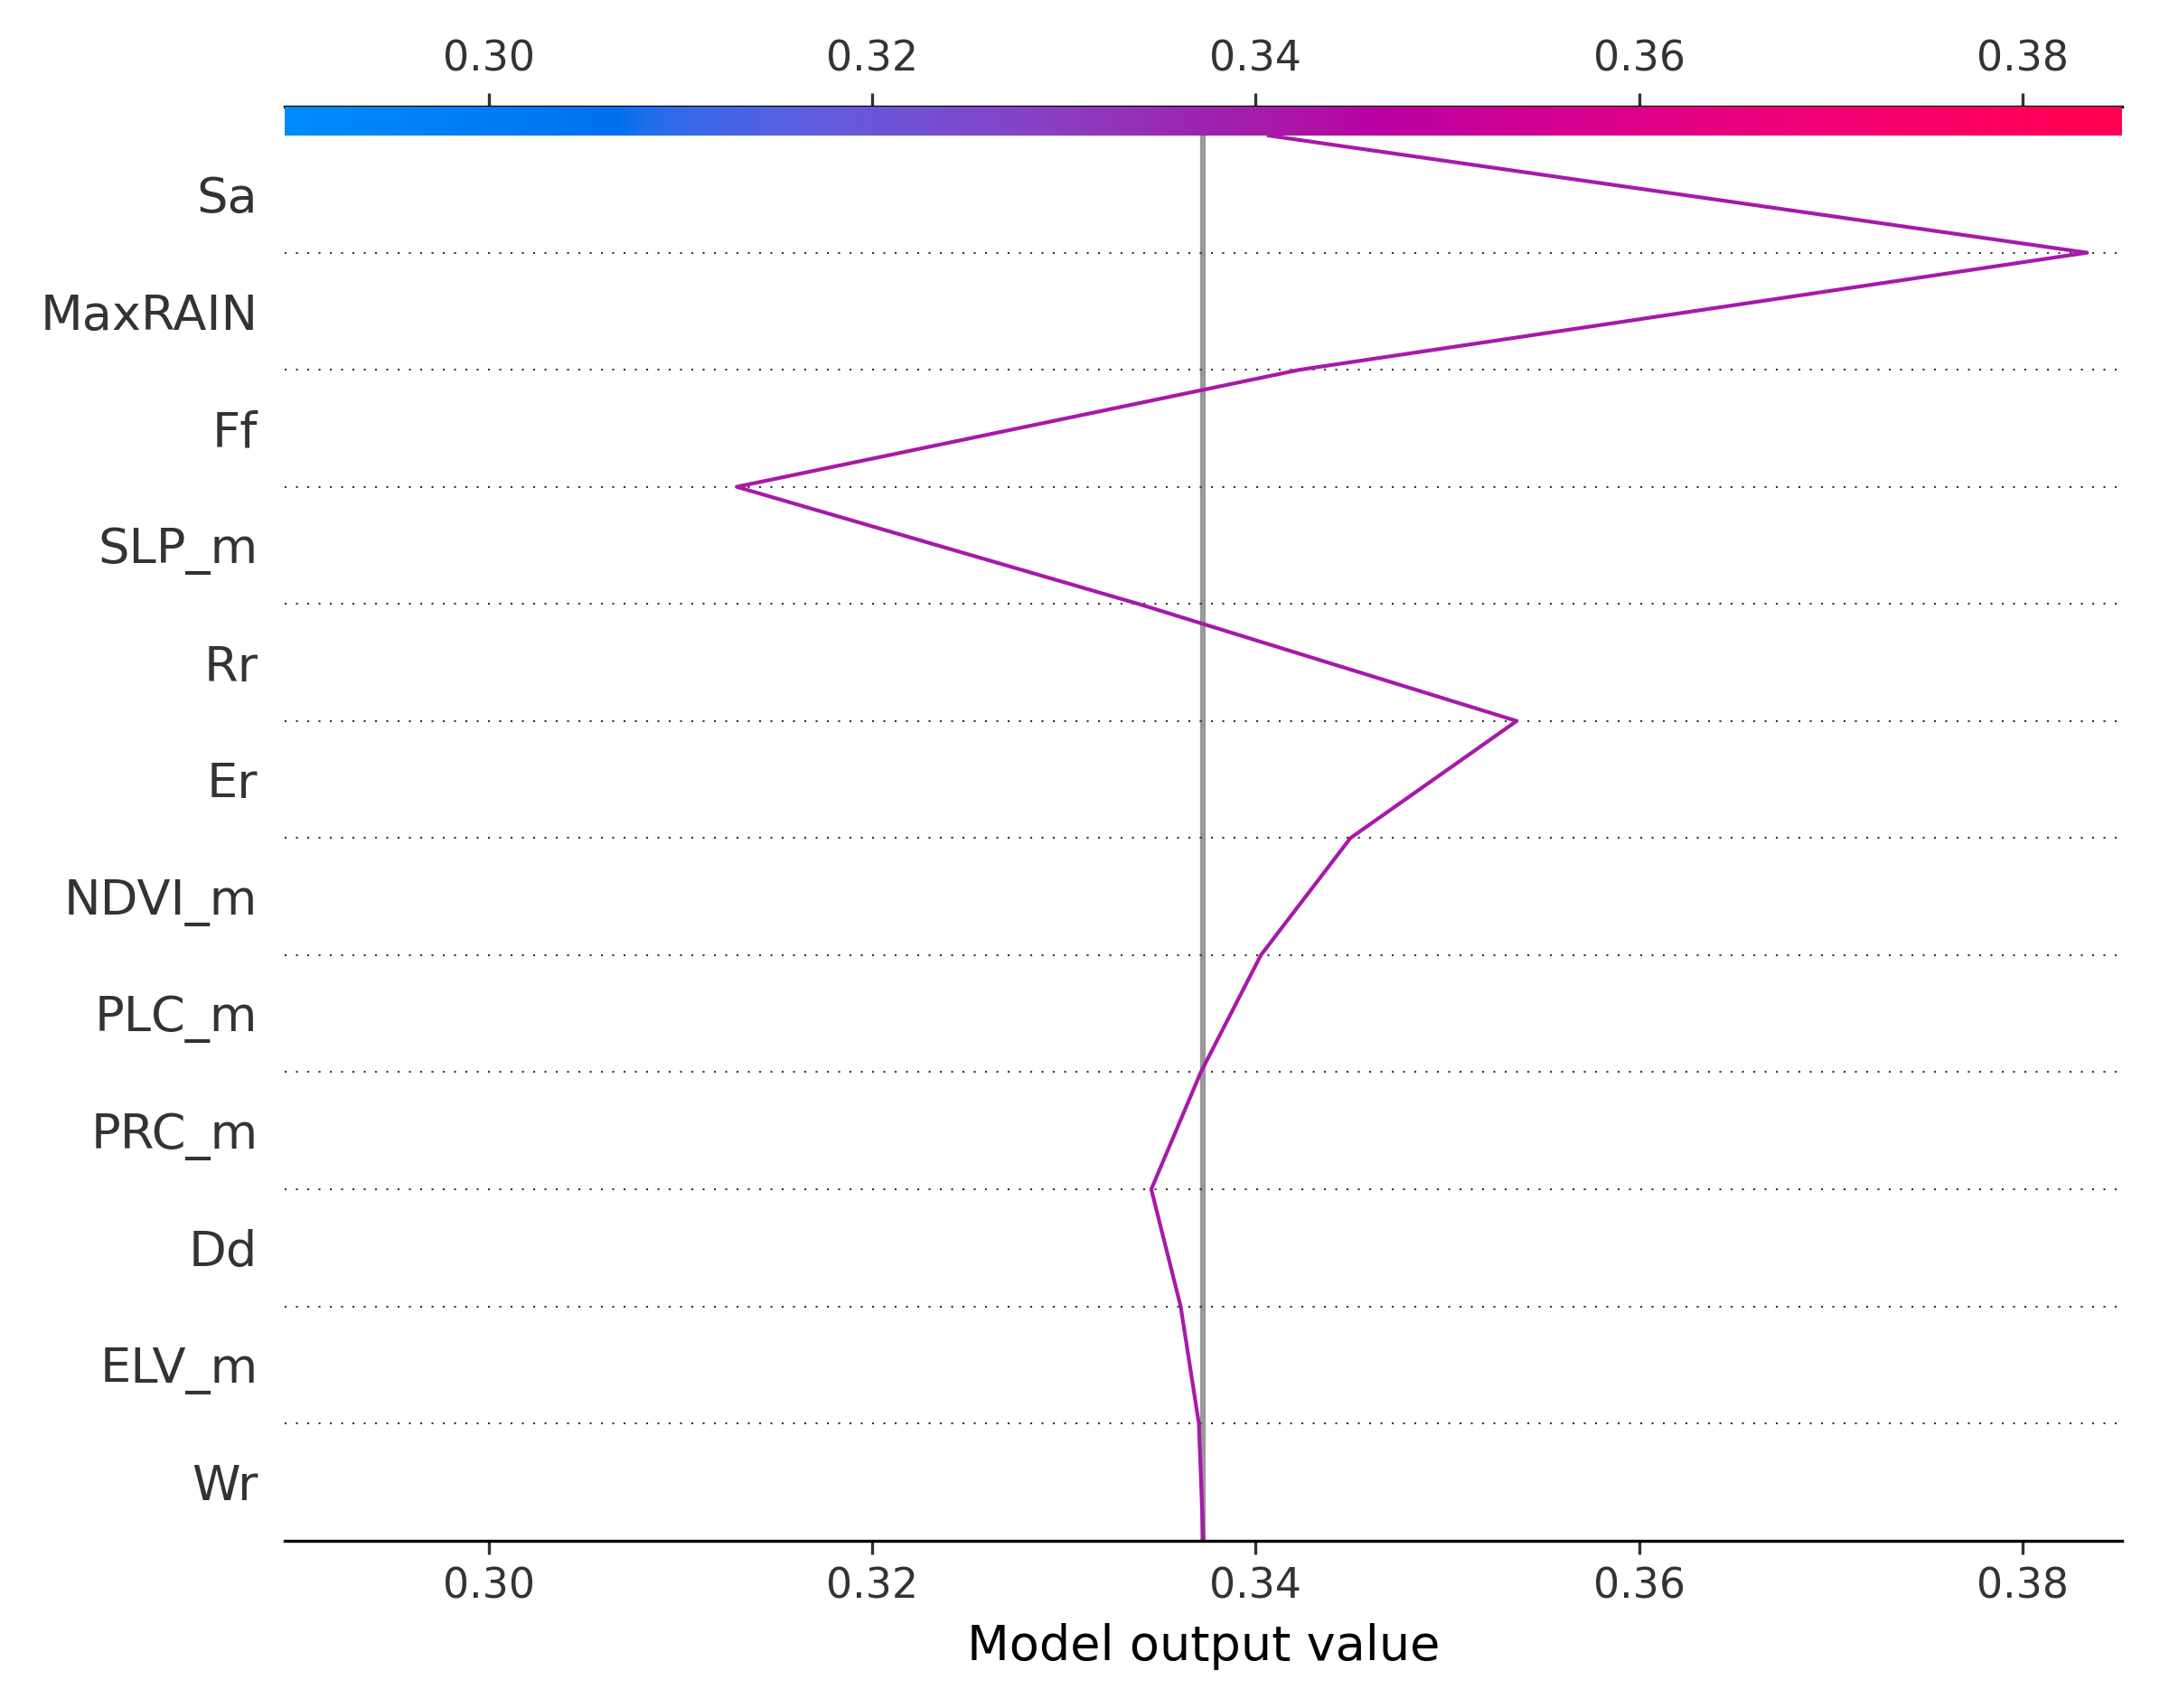 0.30 0.32 0.34 0.36 0.38
Sa
MaxRAIN
Ff
SLP_m
Rr
Er
NDVI_m
PLC_m
PRC_m
Dd
ELV_m
Wr
0.30 0.32 0.34 0.36 0.38
Model output value